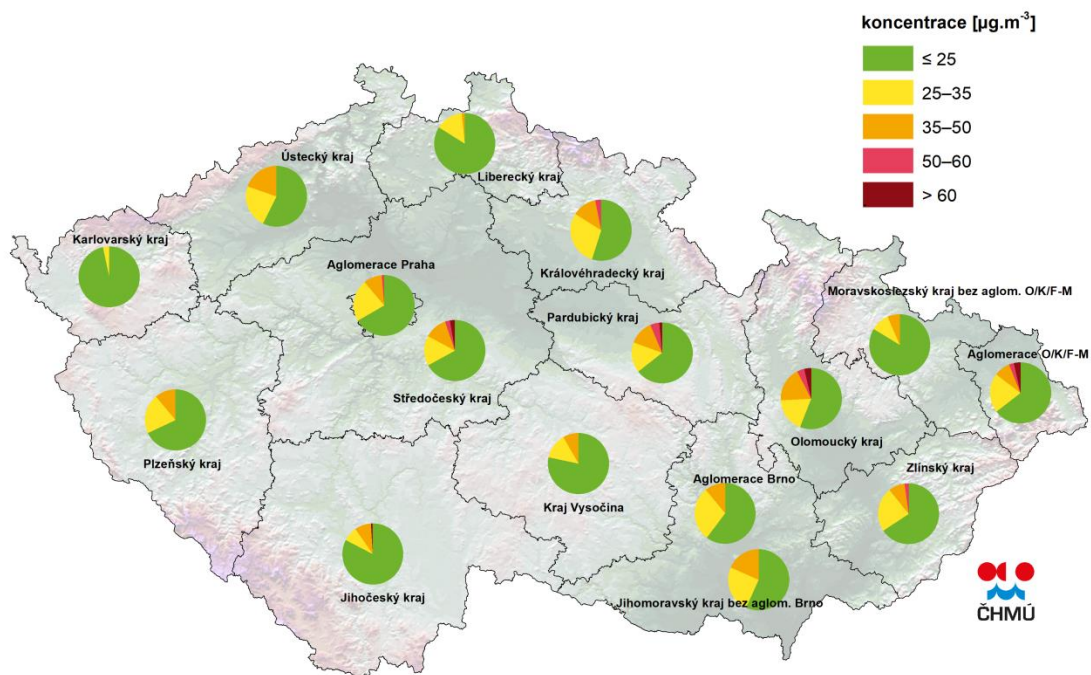 koncentrace [µg.m⁻³]
≤ 25
25–35
35–50
50–60
> 60
Ústecký kraj
Liberecký kraj
Karlovarský kraj
Aglomerace Praha
Královéhradecký kraj
Moravskoslezský kraj bez aglom. O/K/F-M
Pardubický kraj
Aglomerace O/K/F-M
Středočeský kraj
Olomoucký kraj
Plzeňský kraj
Zlínský kraj
Aglomerace Brno
Kraj Vysočina
Jihočeský kraj
Jihomoravský kraj bez aglom. Brno
ČHMÚ